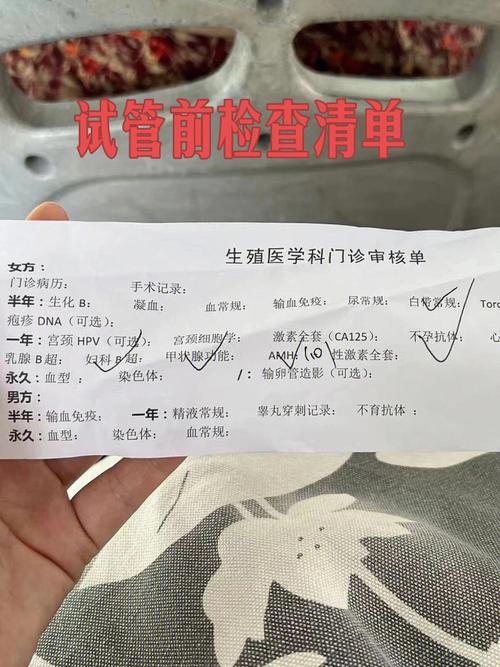 试管前检查清单
生殖医学科门诊审核单
女方：
门诊病历： 手术记录：
半年：生化 B： 凝血： 血常规： 输血免疫： 尿常规： 白带常规： Torc
疱疹 DNA（可选）：
一年：宫颈 HPV（可选）： 宫颈细胞学： 激素全套（CA125）： 不孕抗体： 心
乳腺 B 超： 妇科 B 超： 甲状腺功能： AMH： 性激素全套：
永久：血型： 染色体： 1： 输卵管造影（可选）：
男方：
半年：输血免疫： 一年：精液常规： 睾丸穿刺记录： 不育抗体：
永久：血型： 染色体： 血常规：